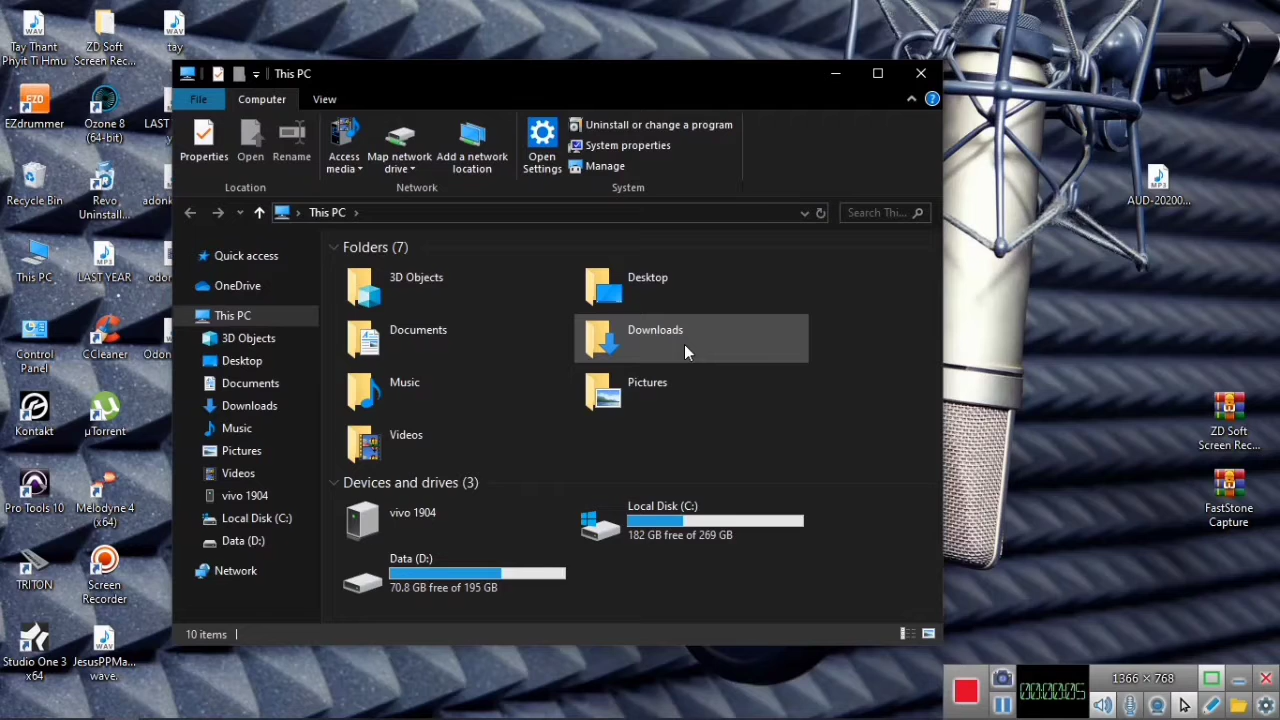 Tay Thant
Phyit Ti Hmu
ZD Soft
Screen Rec...
tay
EZdrummer
Ozone 8
(64-bit)
LAST
Recycle Bin
Revo
Uninstall...
adonk
This PC
LAST YEAR
odon
Control
Panel
CCleaner
Odon
Kontakt
µTorrent
Pro Tools 10
Melodyne 4
(x64)
TRITON
Screen
Recorder
Studio One 3
x64
JesusPPMa...
wave.
This PC
File
Computer
View
Properties
Open
Rename
Location
Access
media
Map network
drive
Add a network
location
Network
Open
Settings
Uninstall or change a program
System properties
Manage
System
This PC
Search Thi...
Quick access
OneDrive
This PC
3D Objects
Desktop
Documents
Downloads
Music
Pictures
Videos
vivo 1904
Local Disk (C:)
Data (D:)
Network
Folders (7)
3D Objects
Desktop
Documents
Downloads
Music
Pictures
Videos
Devices and drives (3)
vivo 1904
Local Disk (C:)
182 GB free of 269 GB
Data (D:)
70.8 GB free of 195 GB
10 items
MP3
AUD-20200...
ZD Soft
Screen Rec...
FastStone
Capture
00:00:05
1366 × 768